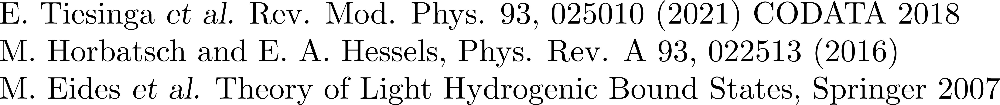 E. Tiesinga et al. Rev. Mod. Phys. 93, 025010 (2021) CODATA 2018
M. Horbatsch and E. A. Hessels, Phys. Rev. A 93, 022513 (2016)
M. Eides et al. Theory of Light Hydrogenic Bound States, Springer 2007